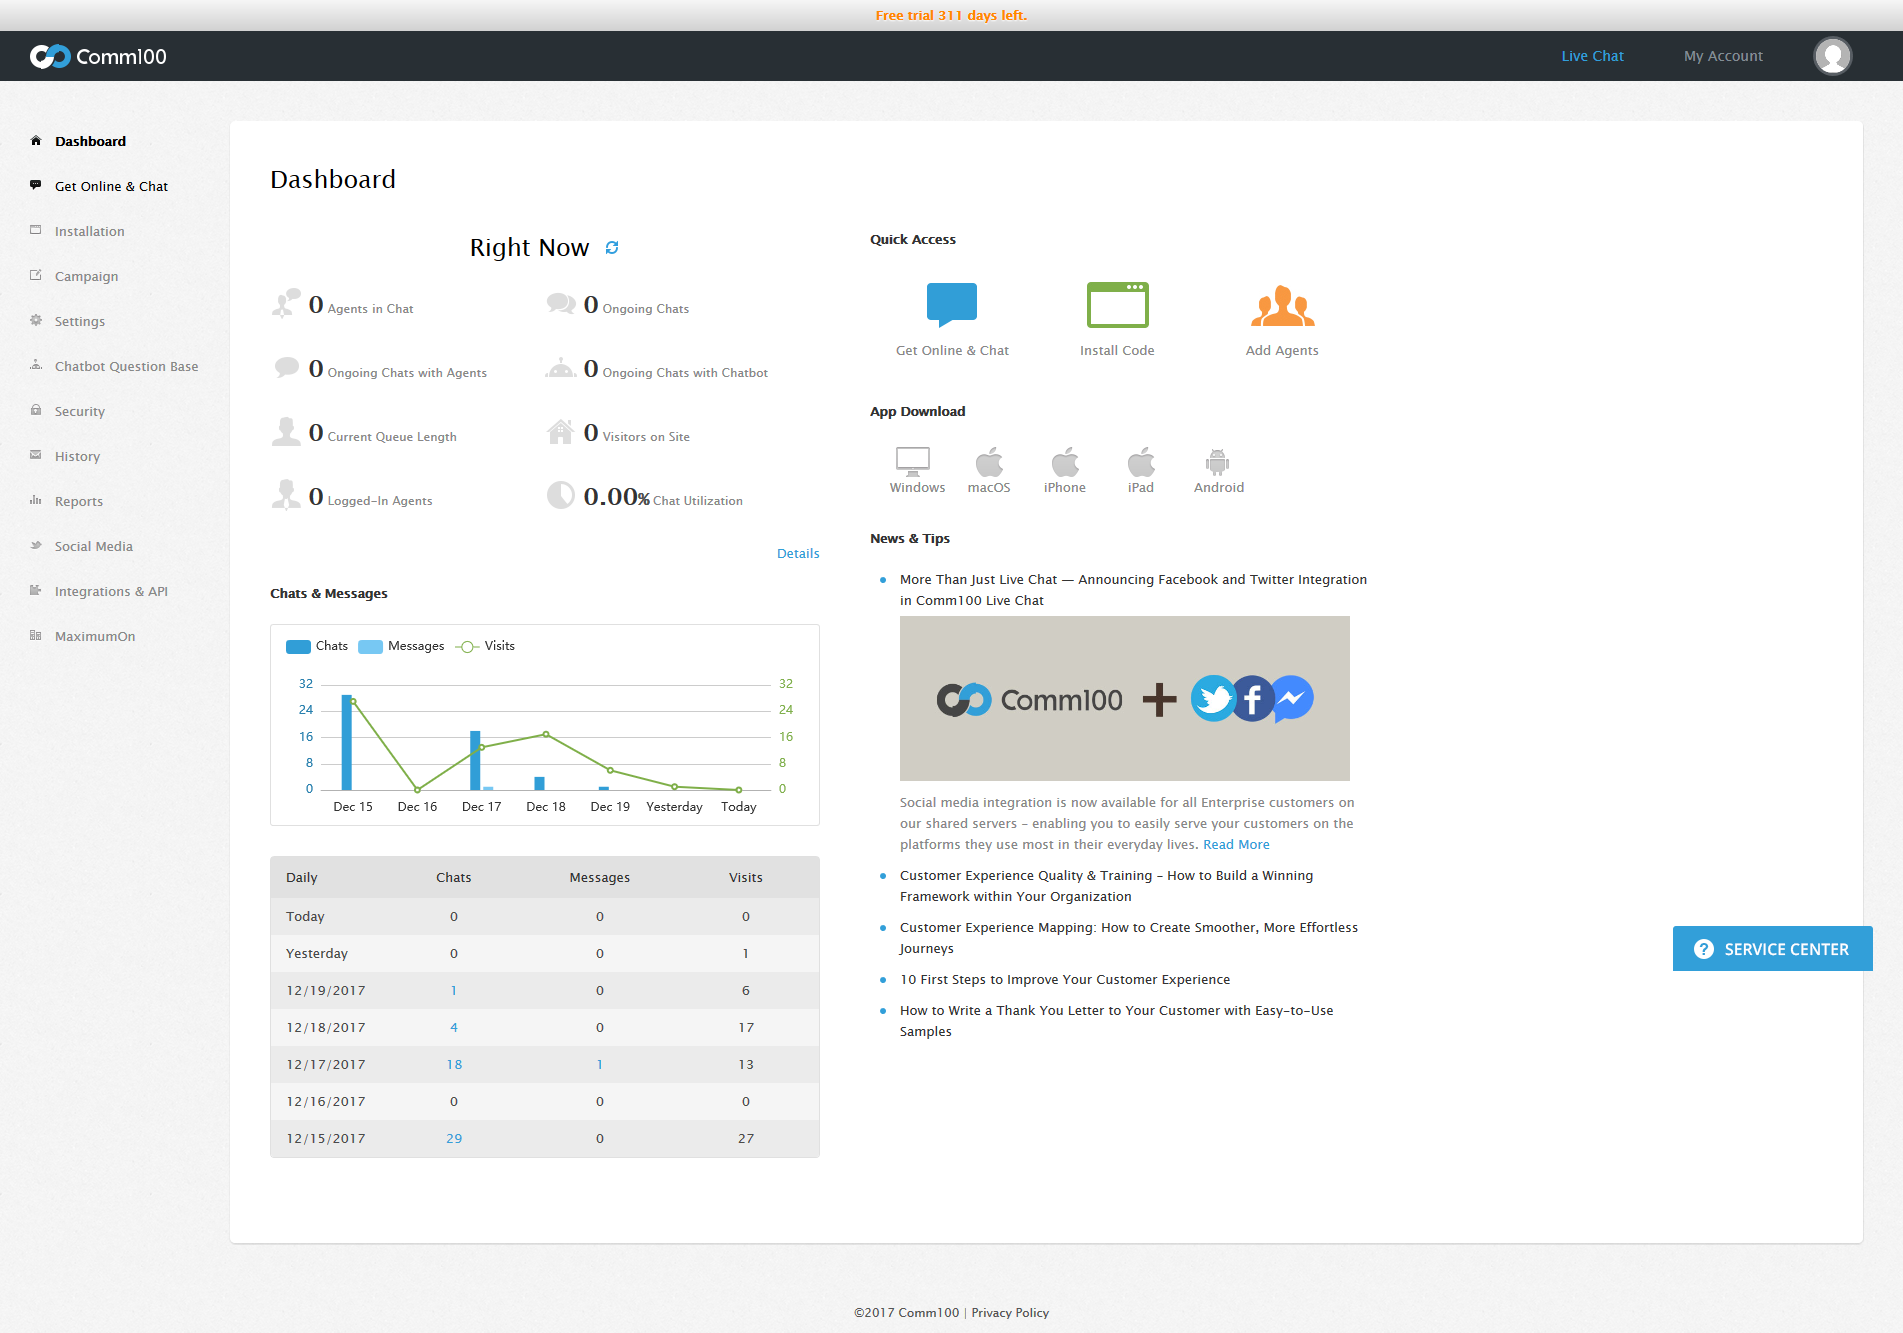 Free trial 311 days left.
Comm100
Live Chat
My Account
Dashboard
Get Online & Chat
Installation
Campaign
Settings
Chatbot Question Base
Security
History
Reports
Social Media
Integrations & API
MaximumOn
Dashboard
Right Now
0 Agents in Chat
0 Ongoing Chats
0 Ongoing Chats with Agents
0 Ongoing Chats with Chatbot
0 Current Queue Length
0 Visitors on Site
0 Logged-In Agents
0.00% Chat Utilization
Details
Chats & Messages
Chats Messages Visits
32 32
24 24
16 16
8 8
0 0
Dec 15 Dec 16 Dec 17 Dec 18 Dec 19 Yesterday Today
Daily Chats Messages Visits
Today 0 0 0
Yesterday 0 0 1
12/19/2017 1 0 6
12/18/2017 4 0 17
12/17/2017 18 1 13
12/16/2017 0 0 0
12/15/2017 29 0 27
Quick Access
Get Online & Chat
Install Code
Add Agents
App Download
Windows
macOS
iPhone
iPad
Android
News & Tips
More Than Just Live Chat — Announcing Facebook and Twitter Integration
in Comm100 Live Chat
Comm100
Social media integration is now available for all Enterprise customers on
our shared servers – enabling you to easily serve your customers on the
platforms they use most in their everyday lives. Read More
Customer Experience Quality & Training – How to Build a Winning
Framework within Your Organization
Customer Experience Mapping: How to Create Smoother, More Effortless
Journeys
10 First Steps to Improve Your Customer Experience
How to Write a Thank You Letter to Your Customer with Easy-to-Use
Samples
? SERVICE CENTER
©2017 Comm100 | Privacy Policy